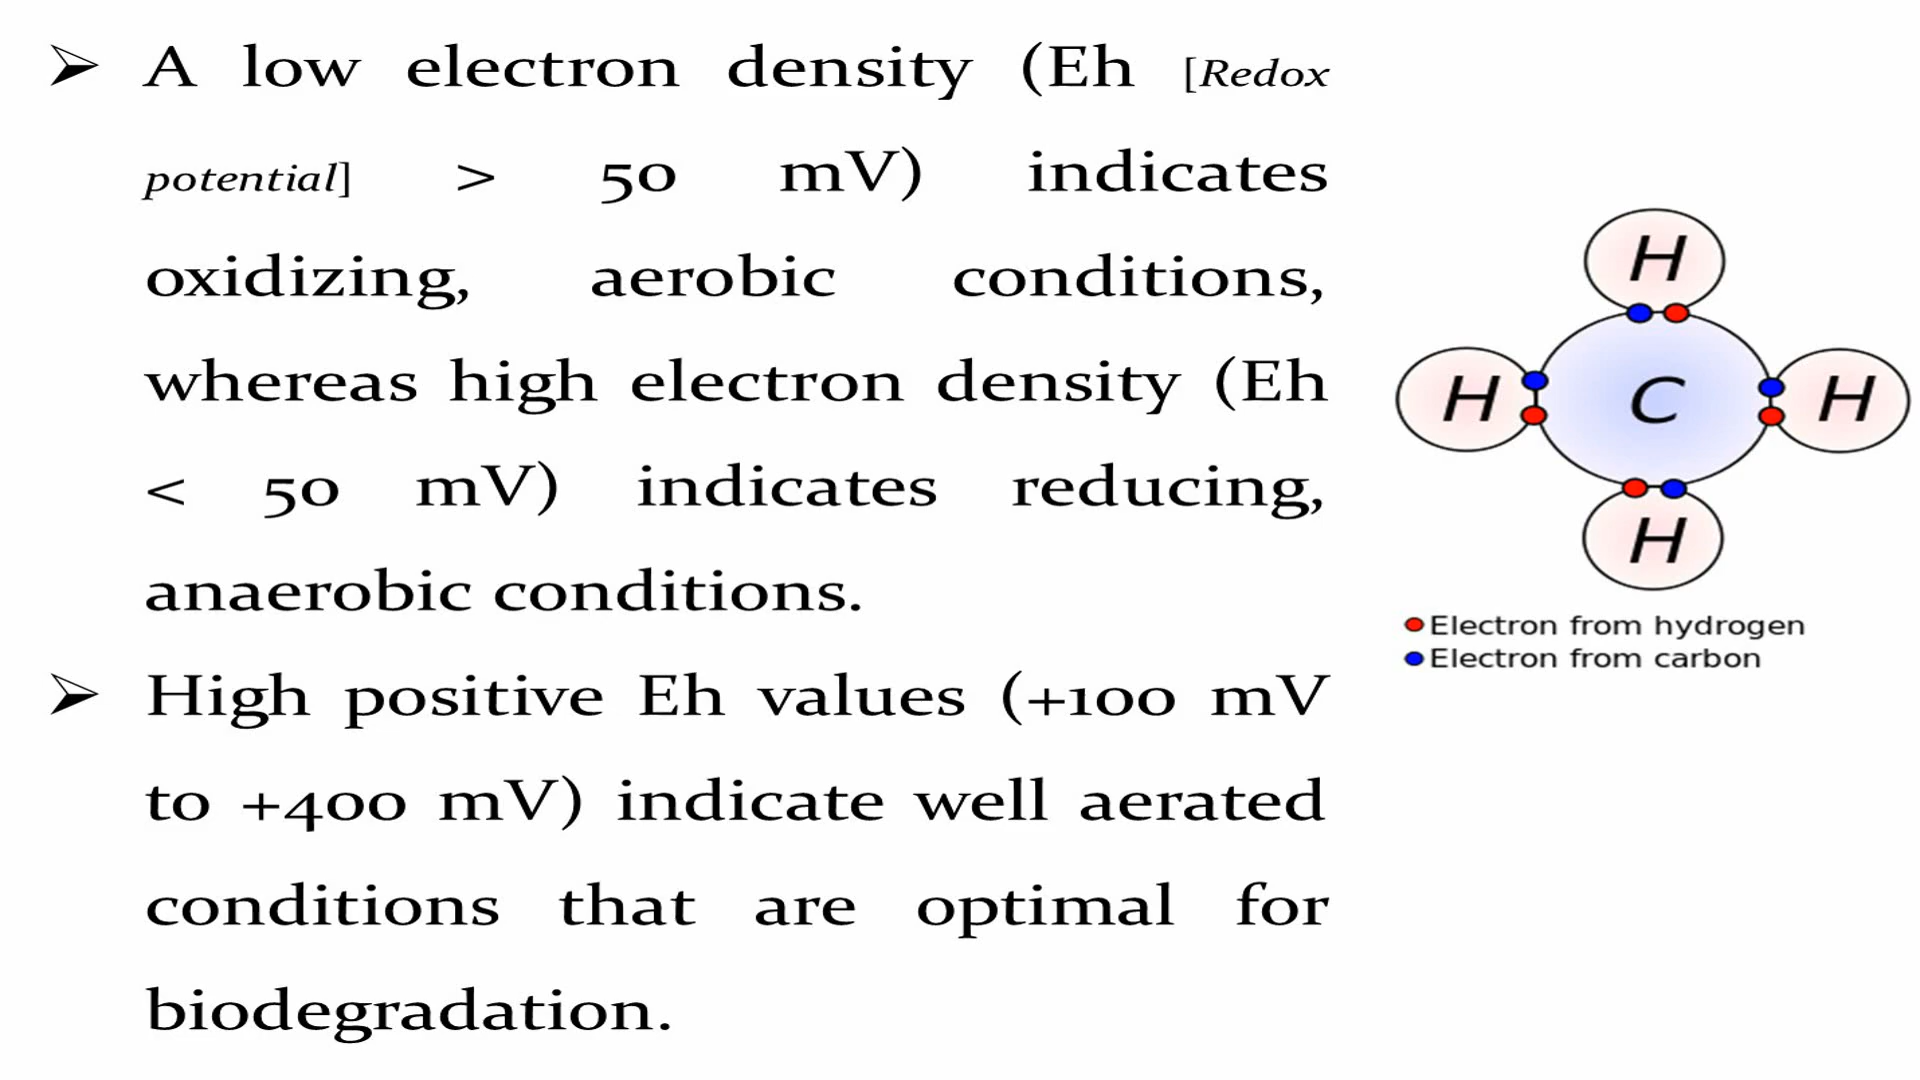 ➢ A low electron density (Eh [Redox
potential] > 50 mV) indicates
oxidizing, aerobic conditions,
whereas high electron density (Eh
< 50 mV) indicates reducing,
anaerobic conditions.
➢ High positive Eh values (+100 mV
to +400 mV) indicate well aerated
conditions that are optimal for
biodegradation.
H
H C H
H
Electron from hydrogen
Electron from carbon